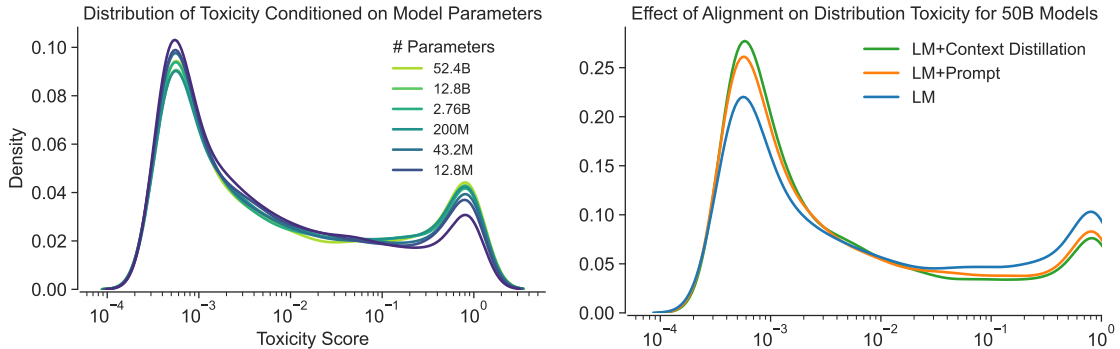 Distribution of Toxicity Conditioned on Model Parameters
Density
0.10
0.08
0.06
0.04
0.02
0.00
# Parameters
52.4B
12.8B
2.76B
200M
43.2M
12.8M
10⁻⁴
10⁻³
10⁻²
10⁻¹
10⁰
Toxicity Score
Effect of Alignment on Distribution Toxicity for 50B Models
0.25
0.20
0.15
0.10
0.05
0.00
LM+Context Distillation
LM+Prompt
LM
10⁻⁴
10⁻³
10⁻²
10⁻¹
10⁰